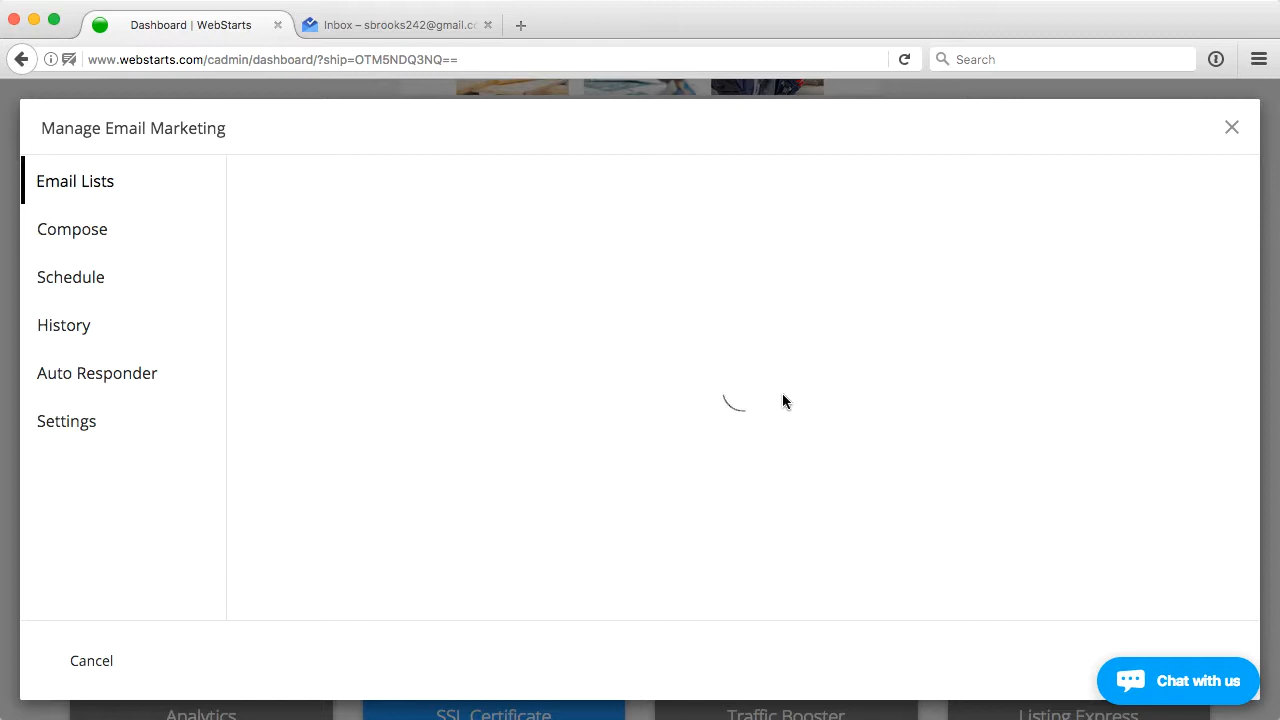 Dashboard | WebStarts
Inbox – sbrooks242@gmail.c
www.webstarts.com/cadmin/dashboard/?ship=OTM5NDQ3NQ==
Search
Manage Email Marketing
Email Lists
Compose
Schedule
History
Auto Responder
Settings
Cancel
Chat with us
Analytics
SSL Certificate
Traffic Booster
Listing Express